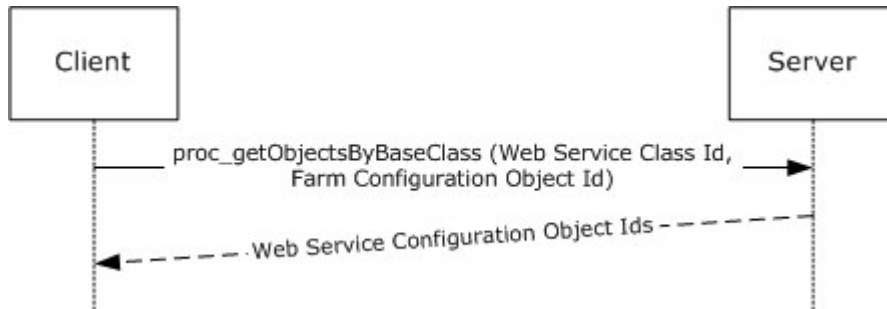 Client
Server
proc_getObjectsByBaseClass (Web Service Class Id,
Farm Configuration Object Id)
Web Service Configuration Object Ids